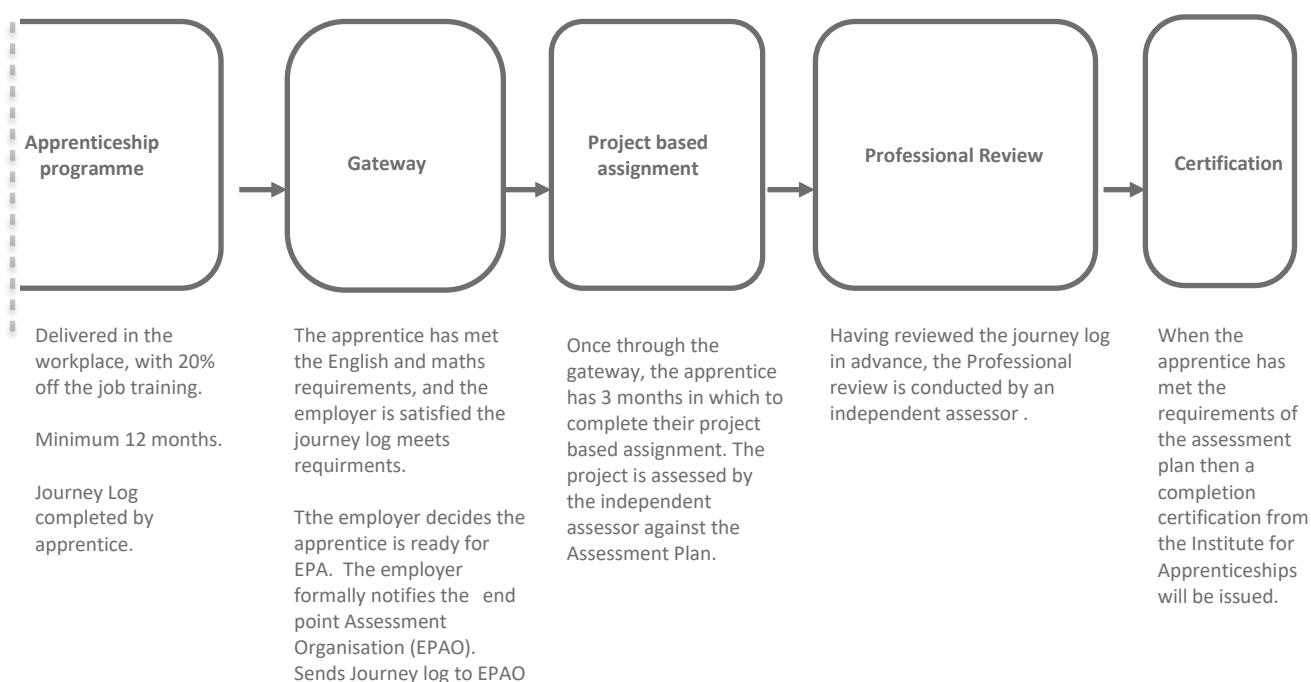 Apprenticeship
programme
Gateway
Project based
assignment
Professional Review
Certification
Delivered in the
workplace, with 20%
off the job training.
Minimum 12 months.
Journey Log
completed by
apprentice.
The apprentice has met
the English and maths
requirements, and the
employer is satisfied the
journey log meets
requirments.
Tthe employer decides the
apprentice is ready for
EPA. The employer
formally notifies the end
point Assessment
Organisation (EPAO).
Sends Journey log to EPAO
Once through the
gateway, the apprentice
has 3 months in which to
complete their project
based assignment. The
project is assessed by
the independent
assessor against the
Assessment Plan.
Having reviewed the journey log
in advance, the Professional
review is conducted by an
independent assessor .
When the
apprentice has
met the
requirements of
the assessment
plan then a
completion
certification from
the Institute for
Apprenticeships
will be issued.